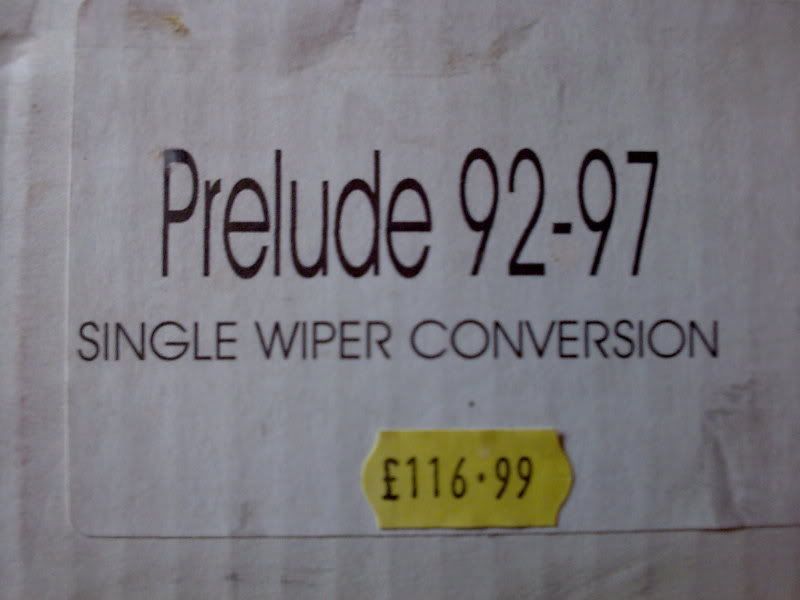 Prelude 92-97
SINGLE WIPER CONVERSION
£116.99